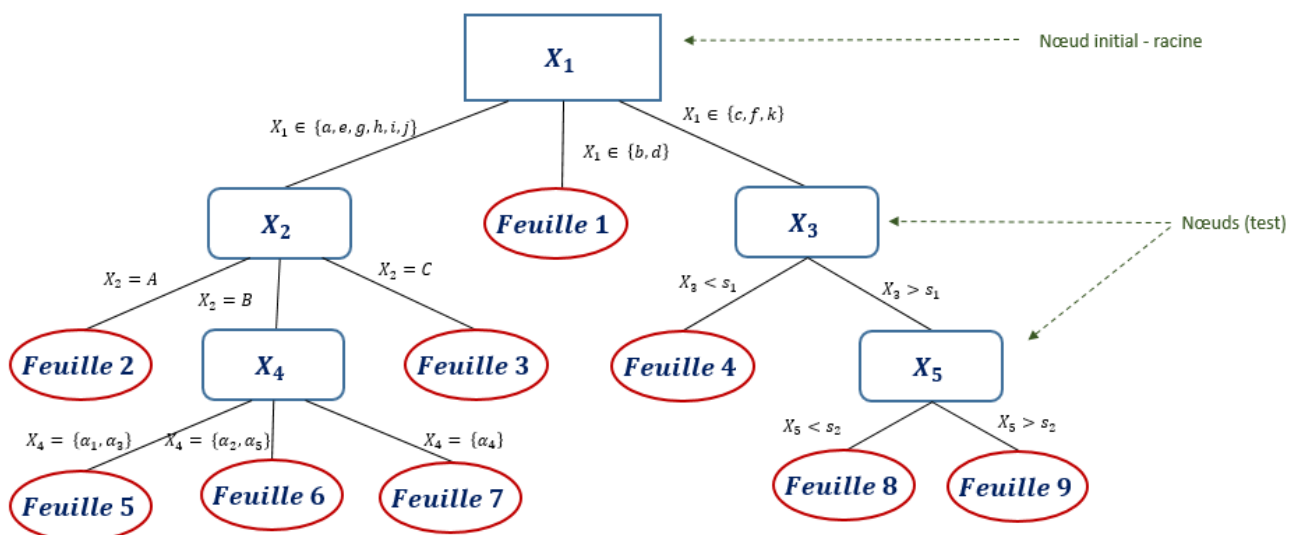 X₁
Nœud initial - racine
X₁ ∈ {a, e, g, h, i, j}
X₁ ∈ {b, d}
X₁ ∈ {c, f, k}
X₂
Feuille 1
X₃
Nœuds (test)
X₂ = A
X₂ = B
X₂ = C
X₃ < s₁
X₃ > s₁
Feuille 2
X₄
Feuille 3
Feuille 4
X₅
X₄ = {α₁, α₃}
X₄ = {α₂, α₅}
X₄ = {α₄}
X₅ < s₂
X₅ > s₂
Feuille 5
Feuille 6
Feuille 7
Feuille 8
Feuille 9